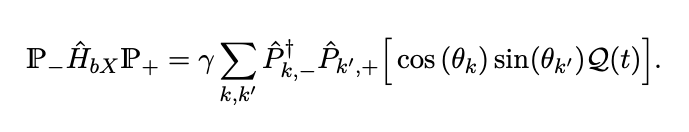 ℙ₋Ĥ_{bX}ℙ₊ = γ ∑_{k,k′} P̂†_{k,−} P̂_{k′,+} [cos (θ_k) sin(θ_{k′}) 𝒬(t)].